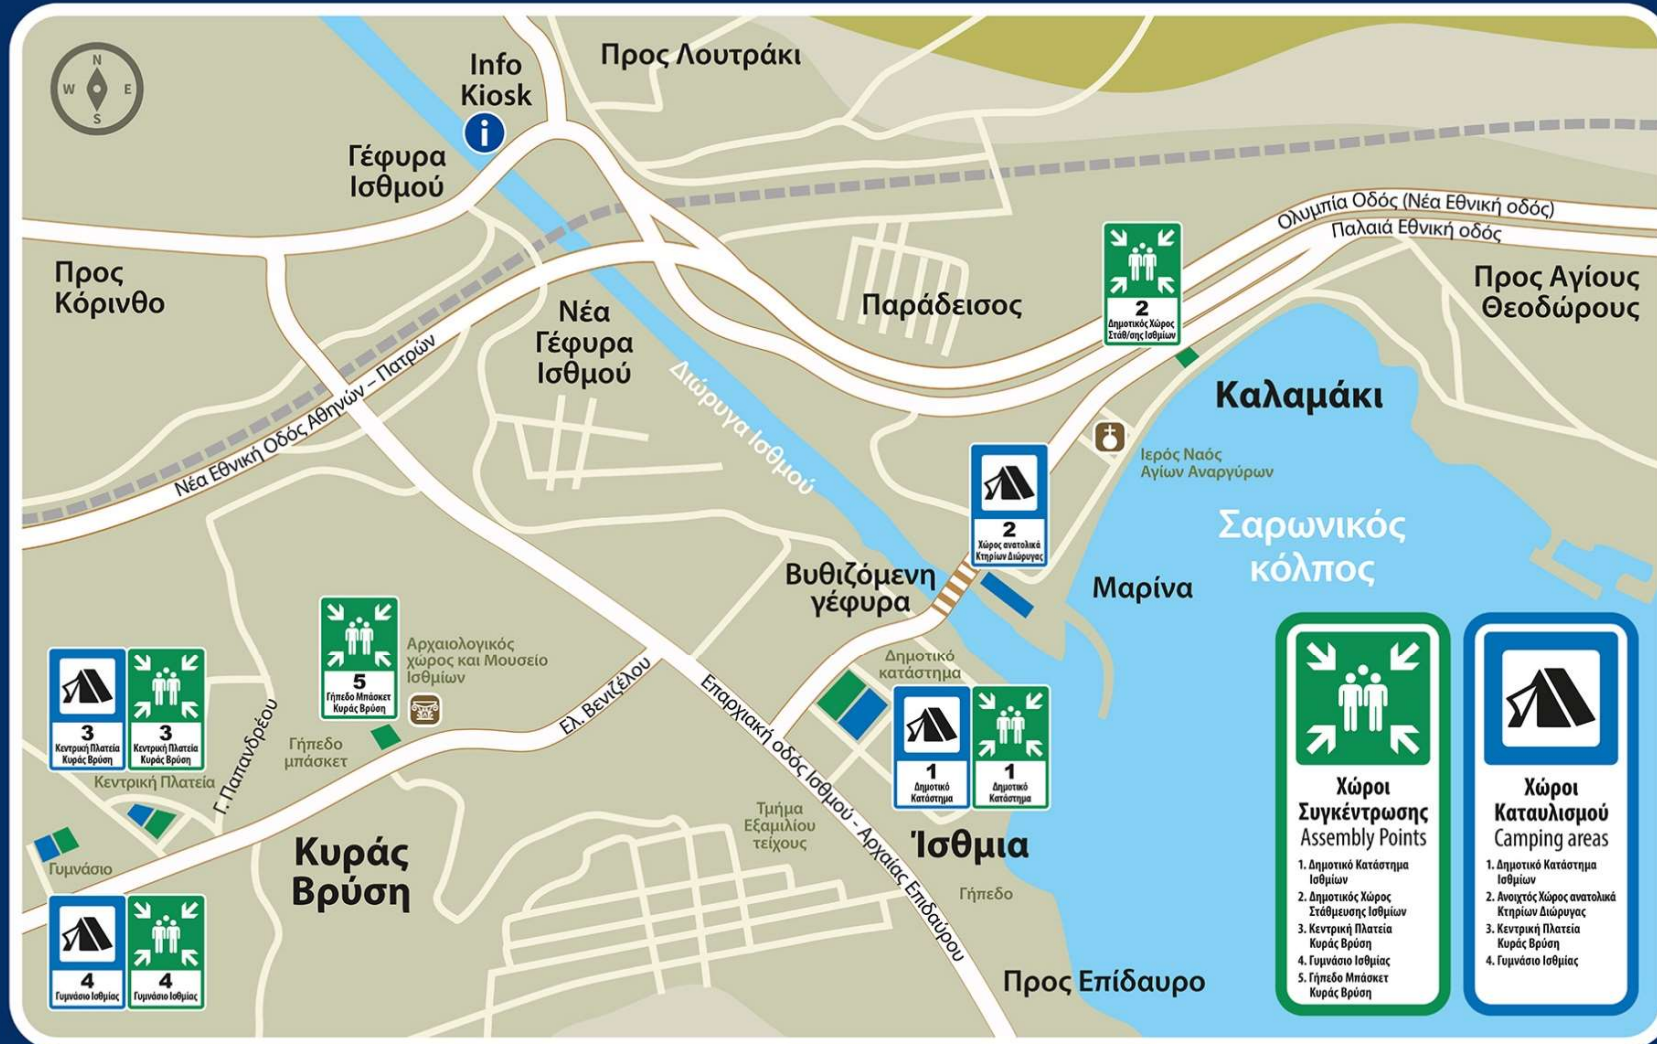 N
W E
S
Info
Kiosk
i
Προς Λουτράκι
Γέφυρα
Ισθμού
Προς
Κόρινθο
Νέα
Γέφυρα
Ισθμού
Παράδεισος
Ολυμπία Οδός (Νέα Εθνική οδός)
Παλαιά Εθνική οδός
Προς Αγίους
Θεοδώρους
2
Δημοτικός Χώρος
Στάθ/σης Ισθμίων
Καλαμάκι
Νέα Εθνική Οδός Αθηνών – Πατρών
Διώρυγα Ισθμού
Ιερός Ναός
Αγίων Αναργύρων
2
Χώρος ανατολικά
Κτηρίων Διώρυγας
Σαρωνικός
κόλπος
Βυθιζόμενη
γέφυρα
Μαρίνα
5
Γήπεδο Μπάσκετ
Κυράς Βρύση
Αρχαιολογικός
χώρος και Μουσείο
Ισθμίων
Δημοτικό
κατάστημα
3
Κεντρική Πλατεία
Κυράς Βρύση
3
Κεντρική Πλατεία
Κυράς Βρύση
Γήπεδο
μπάσκετ
Γ. Παπανδρέου
Ελ. Βενιζέλου
Επαρχιακή οδός Ισθμού - Αρχαίας Επιδαύρου
Κεντρική Πλατεία
1
Δημοτικό
Κατάστημα
1
Δημοτικό
Κατάστημα
Τμήμα
Εξαμιλίου
τείχους
Ίσθμια
Κυράς
Βρύση
Γυμνάσιο
Γήπεδο
4
Γυμνάσιο Ισθμίας
4
Γυμνάσιο Ισθμίας
Προς Επίδαυρο
Χώροι
Συγκέντρωσης
Assembly Points
1. Δημοτικό Κατάστημα
Ισθμίων
2. Δημοτικός Χώρος
Στάθμευσης Ισθμίων
3. Κεντρική Πλατεία
Κυράς Βρύση
4. Γυμνάσιο Ισθμίας
5. Γήπεδο Μπάσκετ
Κυράς Βρύση
Χώροι
Καταυλισμού
Camping areas
1. Δημοτικό Κατάστημα
Ισθμίων
2. Ανοιχτός Χώρος ανατολικά
Κτηρίων Διώρυγας
3. Κεντρική Πλατεία
Κυράς Βρύση
4. Γυμνάσιο Ισθμίας